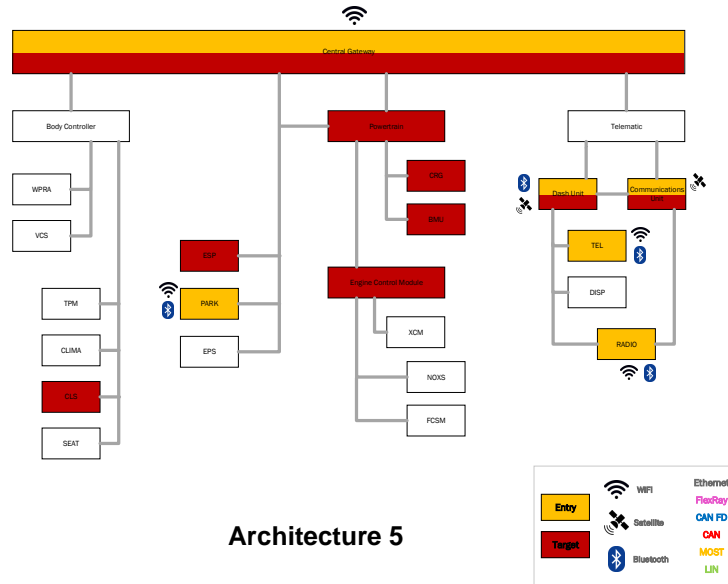 Central Gateway
Body Controller
Powertrain
Telematic
WPRA
VCS
CRG
BMU
Dash Unit
Communications
Unit
ESP
TEL
TPM
PARK
Engine Control Module
DISP
CLIMA
EPS
XCM
RADIO
CLS
NOXS
SEAT
FCSM
Architecture 5
Entry
Target
WiFi
Satellite
Bluetooth
Ethernet
FlexRay
CAN FD
CAN
MOST
LIN